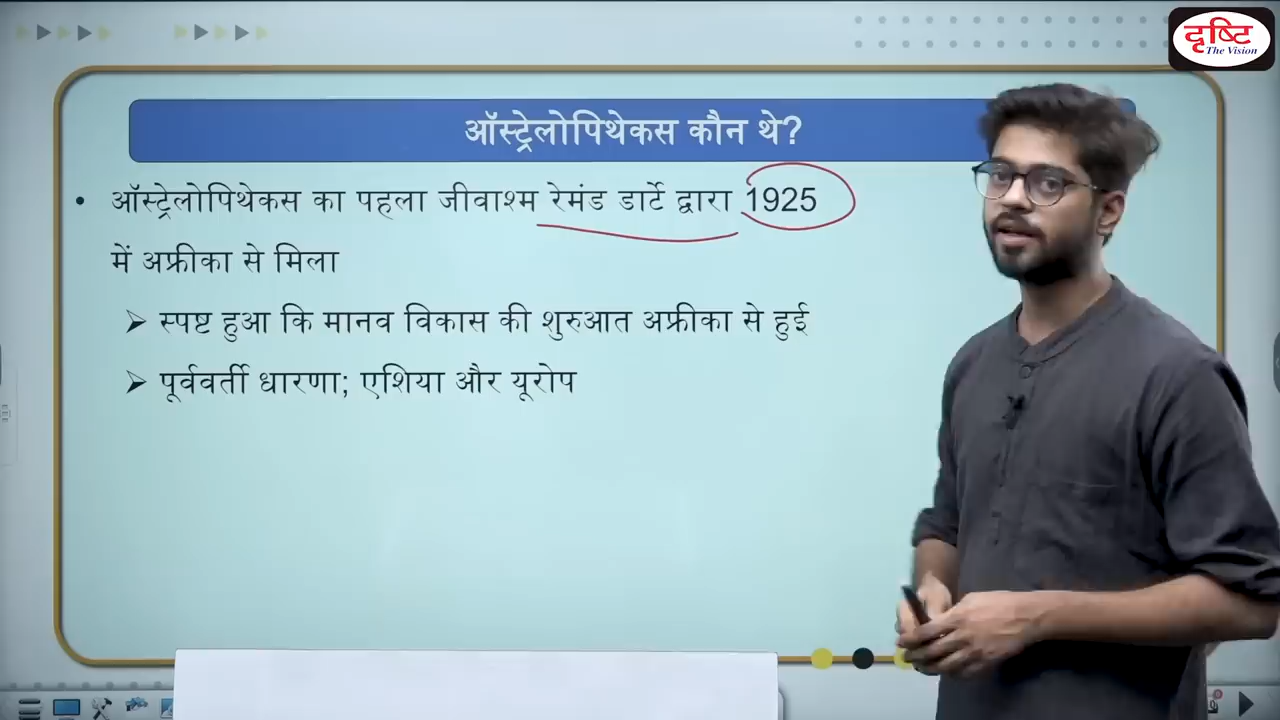 दृष्टि
The Vision
ऑस्ट्रेलोपिथेकस कौन थे?
• ऑस्ट्रेलोपिथेकस का पहला जीवाश्म रेमंड डार्टे द्वारा 1925
में अफ्रीका से मिला
➢ स्पष्ट हुआ कि मानव विकास की शुरुआत अफ्रीका से हुई
➢ पूर्ववर्ती धारणा; एशिया और यूरोप